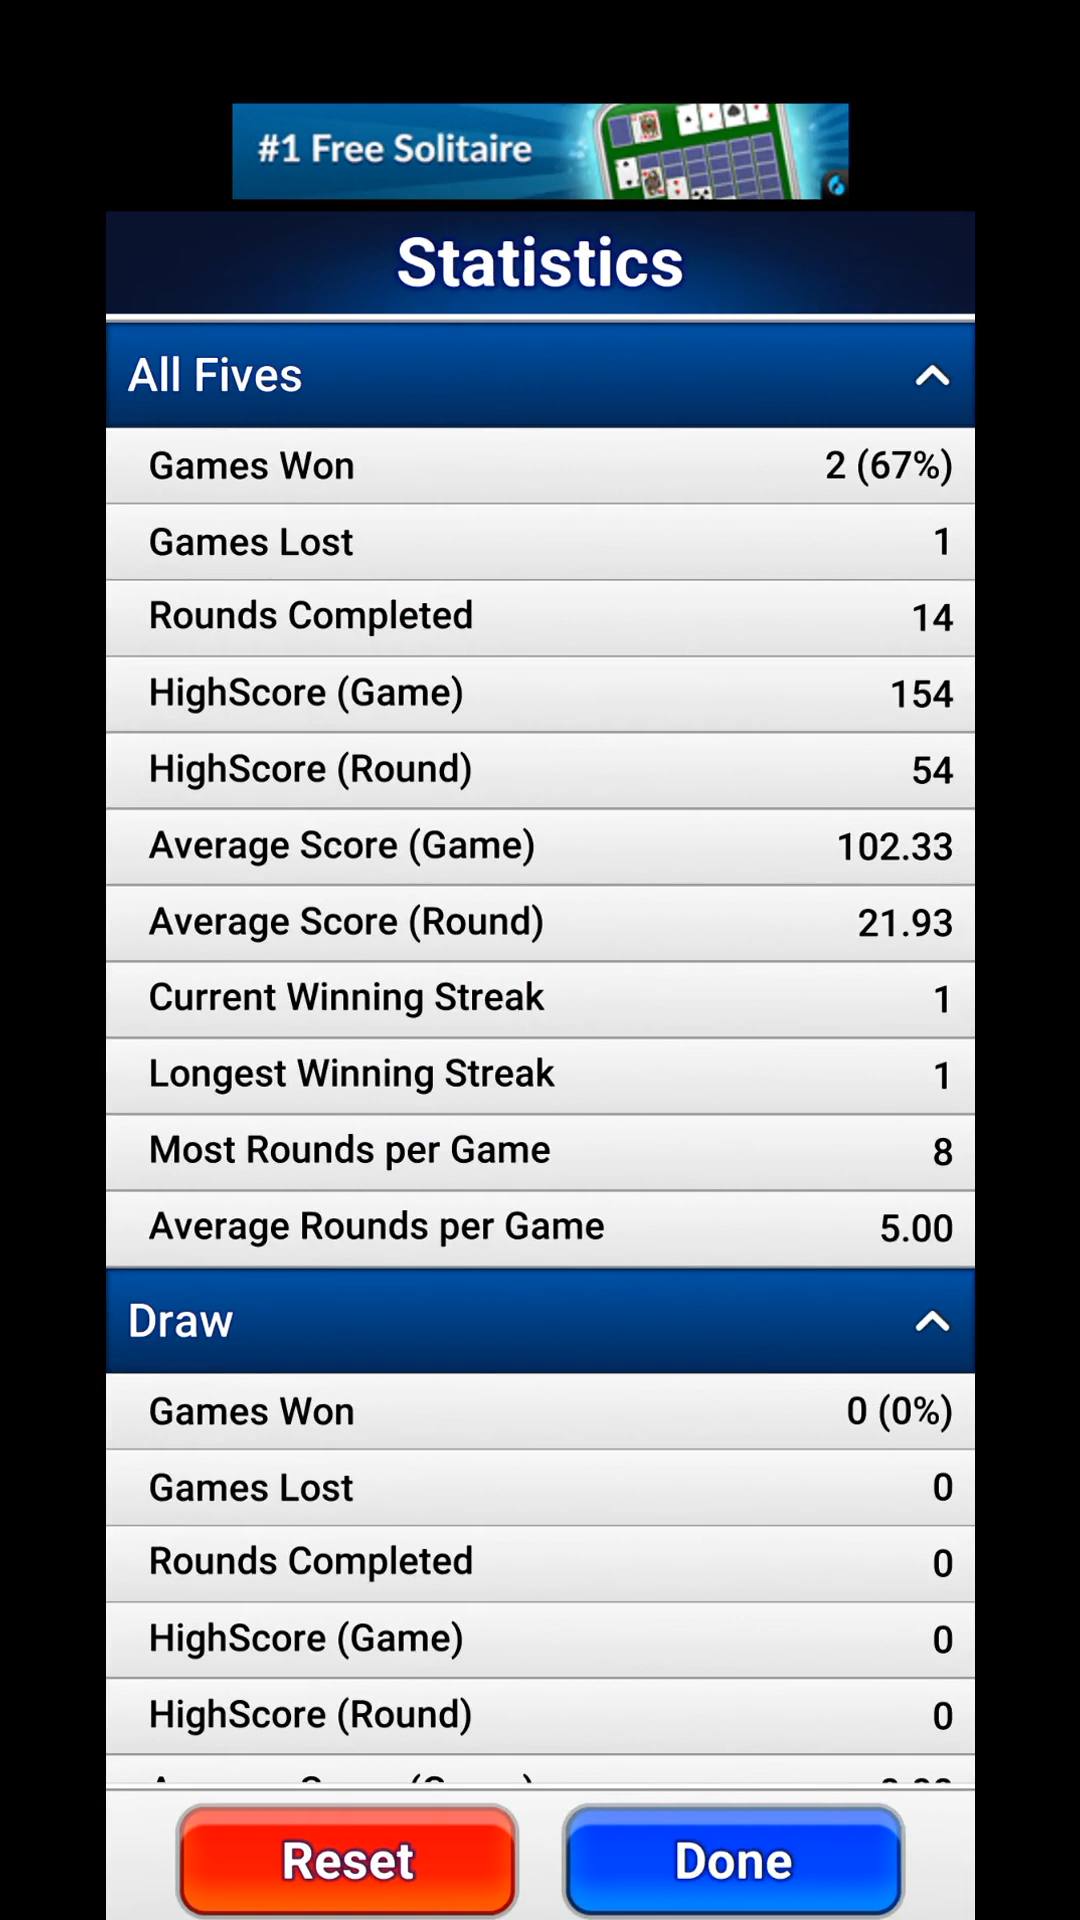 #1 Free Solitaire
Statistics
All Fives
Games Won 2 (67%)
Games Lost 1
Rounds Completed 14
HighScore (Game) 154
HighScore (Round) 54
Average Score (Game) 102.33
Average Score (Round) 21.93
Current Winning Streak 1
Longest Winning Streak 1
Most Rounds per Game 8
Average Rounds per Game 5.00
Draw
Games Won 0 (0%)
Games Lost 0
Rounds Completed 0
HighScore (Game) 0
HighScore (Round) 0
Reset Done